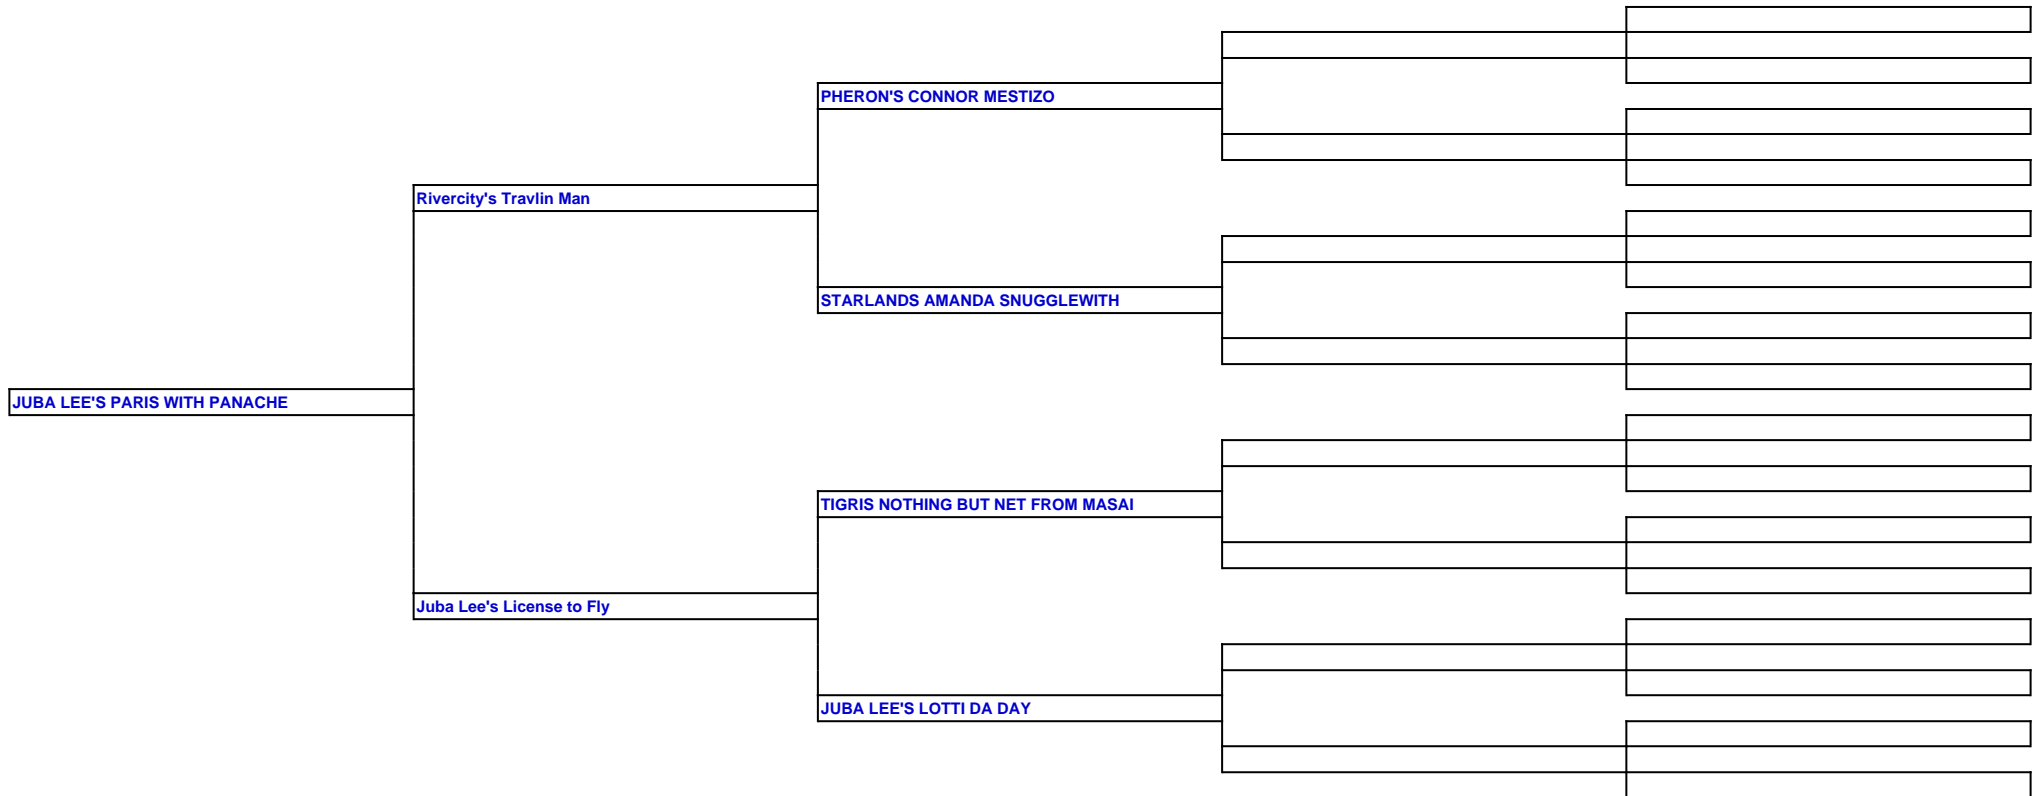 PHERON'S CONNOR MESTIZO
Rivercity's Travlin Man
STARLANDS AMANDA SNUGGLEWITH
JUBA LEE'S PARIS WITH PANACHE
TIGRIS NOTHING BUT NET FROM MASAI
Juba Lee's License to Fly
JUBA LEE'S LOTTI DA DAY